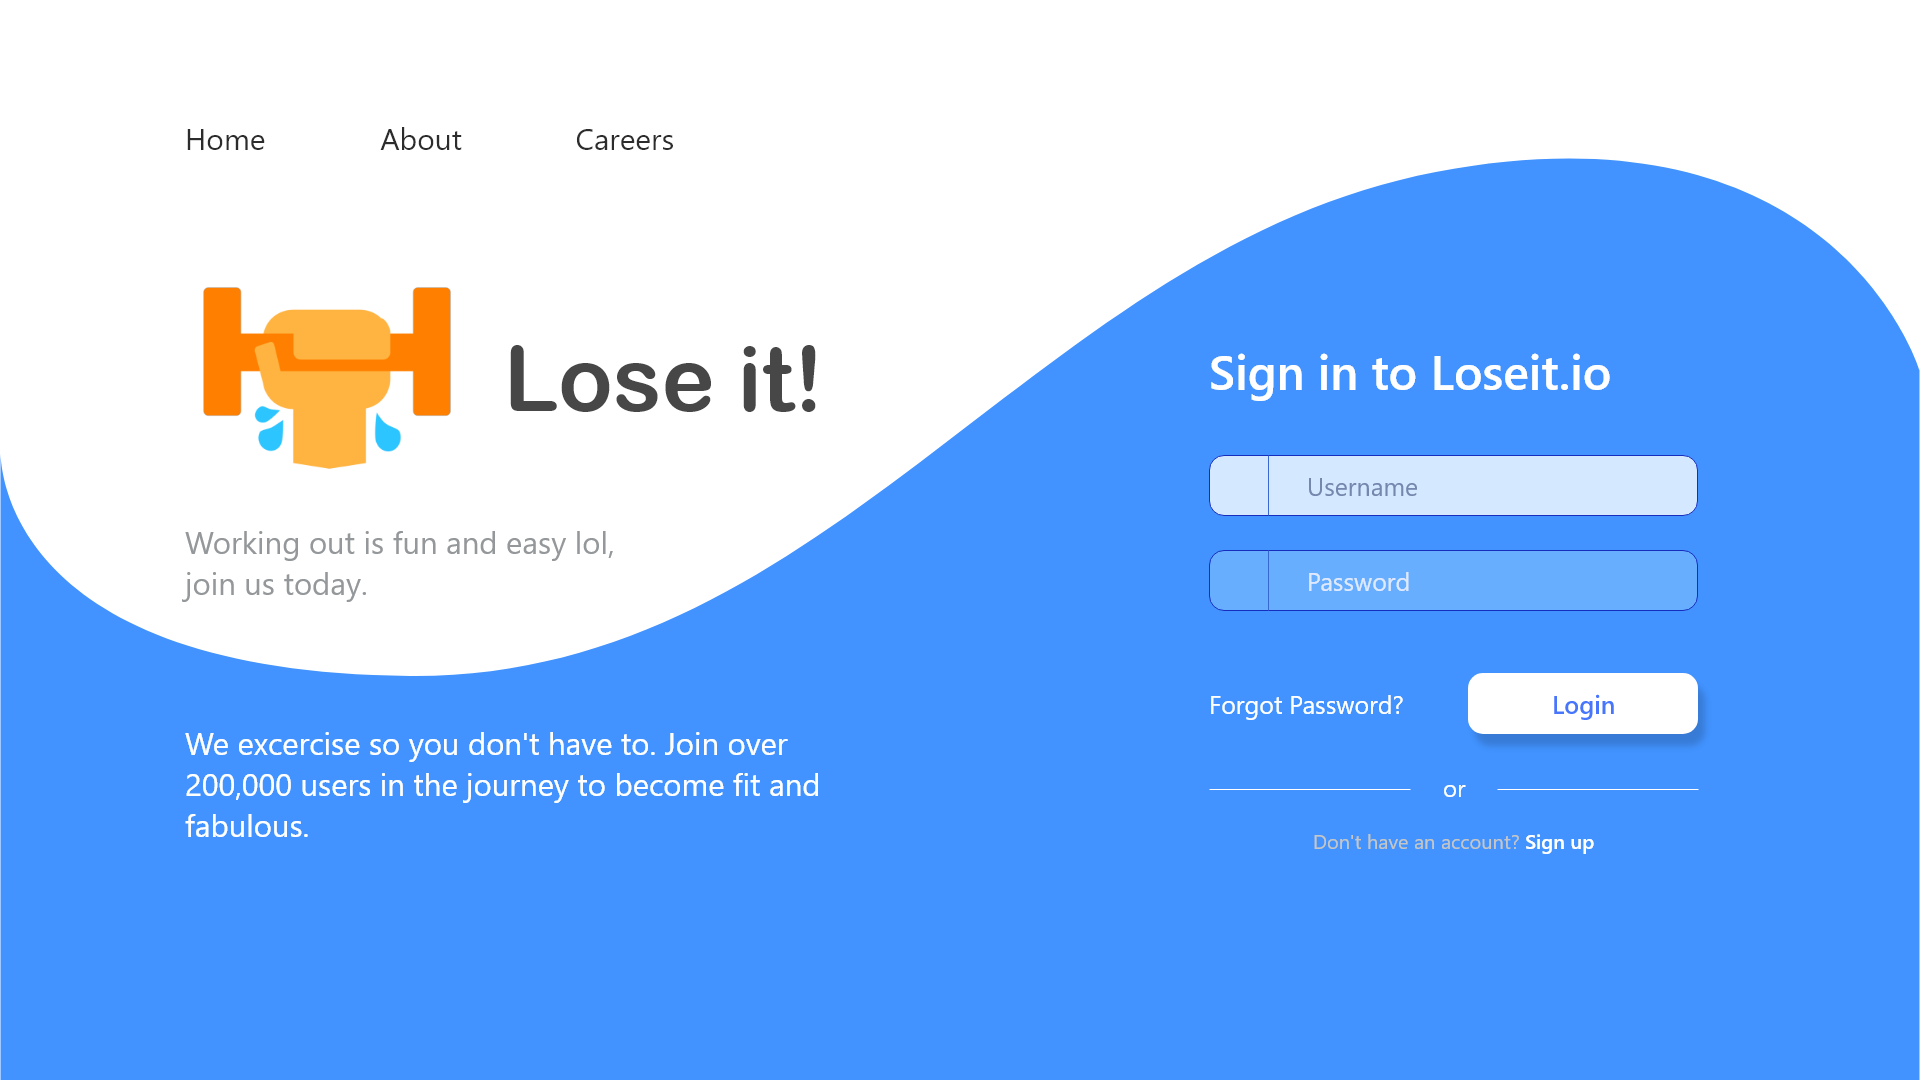 Home About Careers
Lose it!
Working out is fun and easy lol,
join us today.
We excercise so you don't have to. Join over
200,000 users in the journey to become fit and
fabulous.
Sign in to Loseit.io
Username
Password
Forgot Password?
Login
or
Don't have an account? Sign up